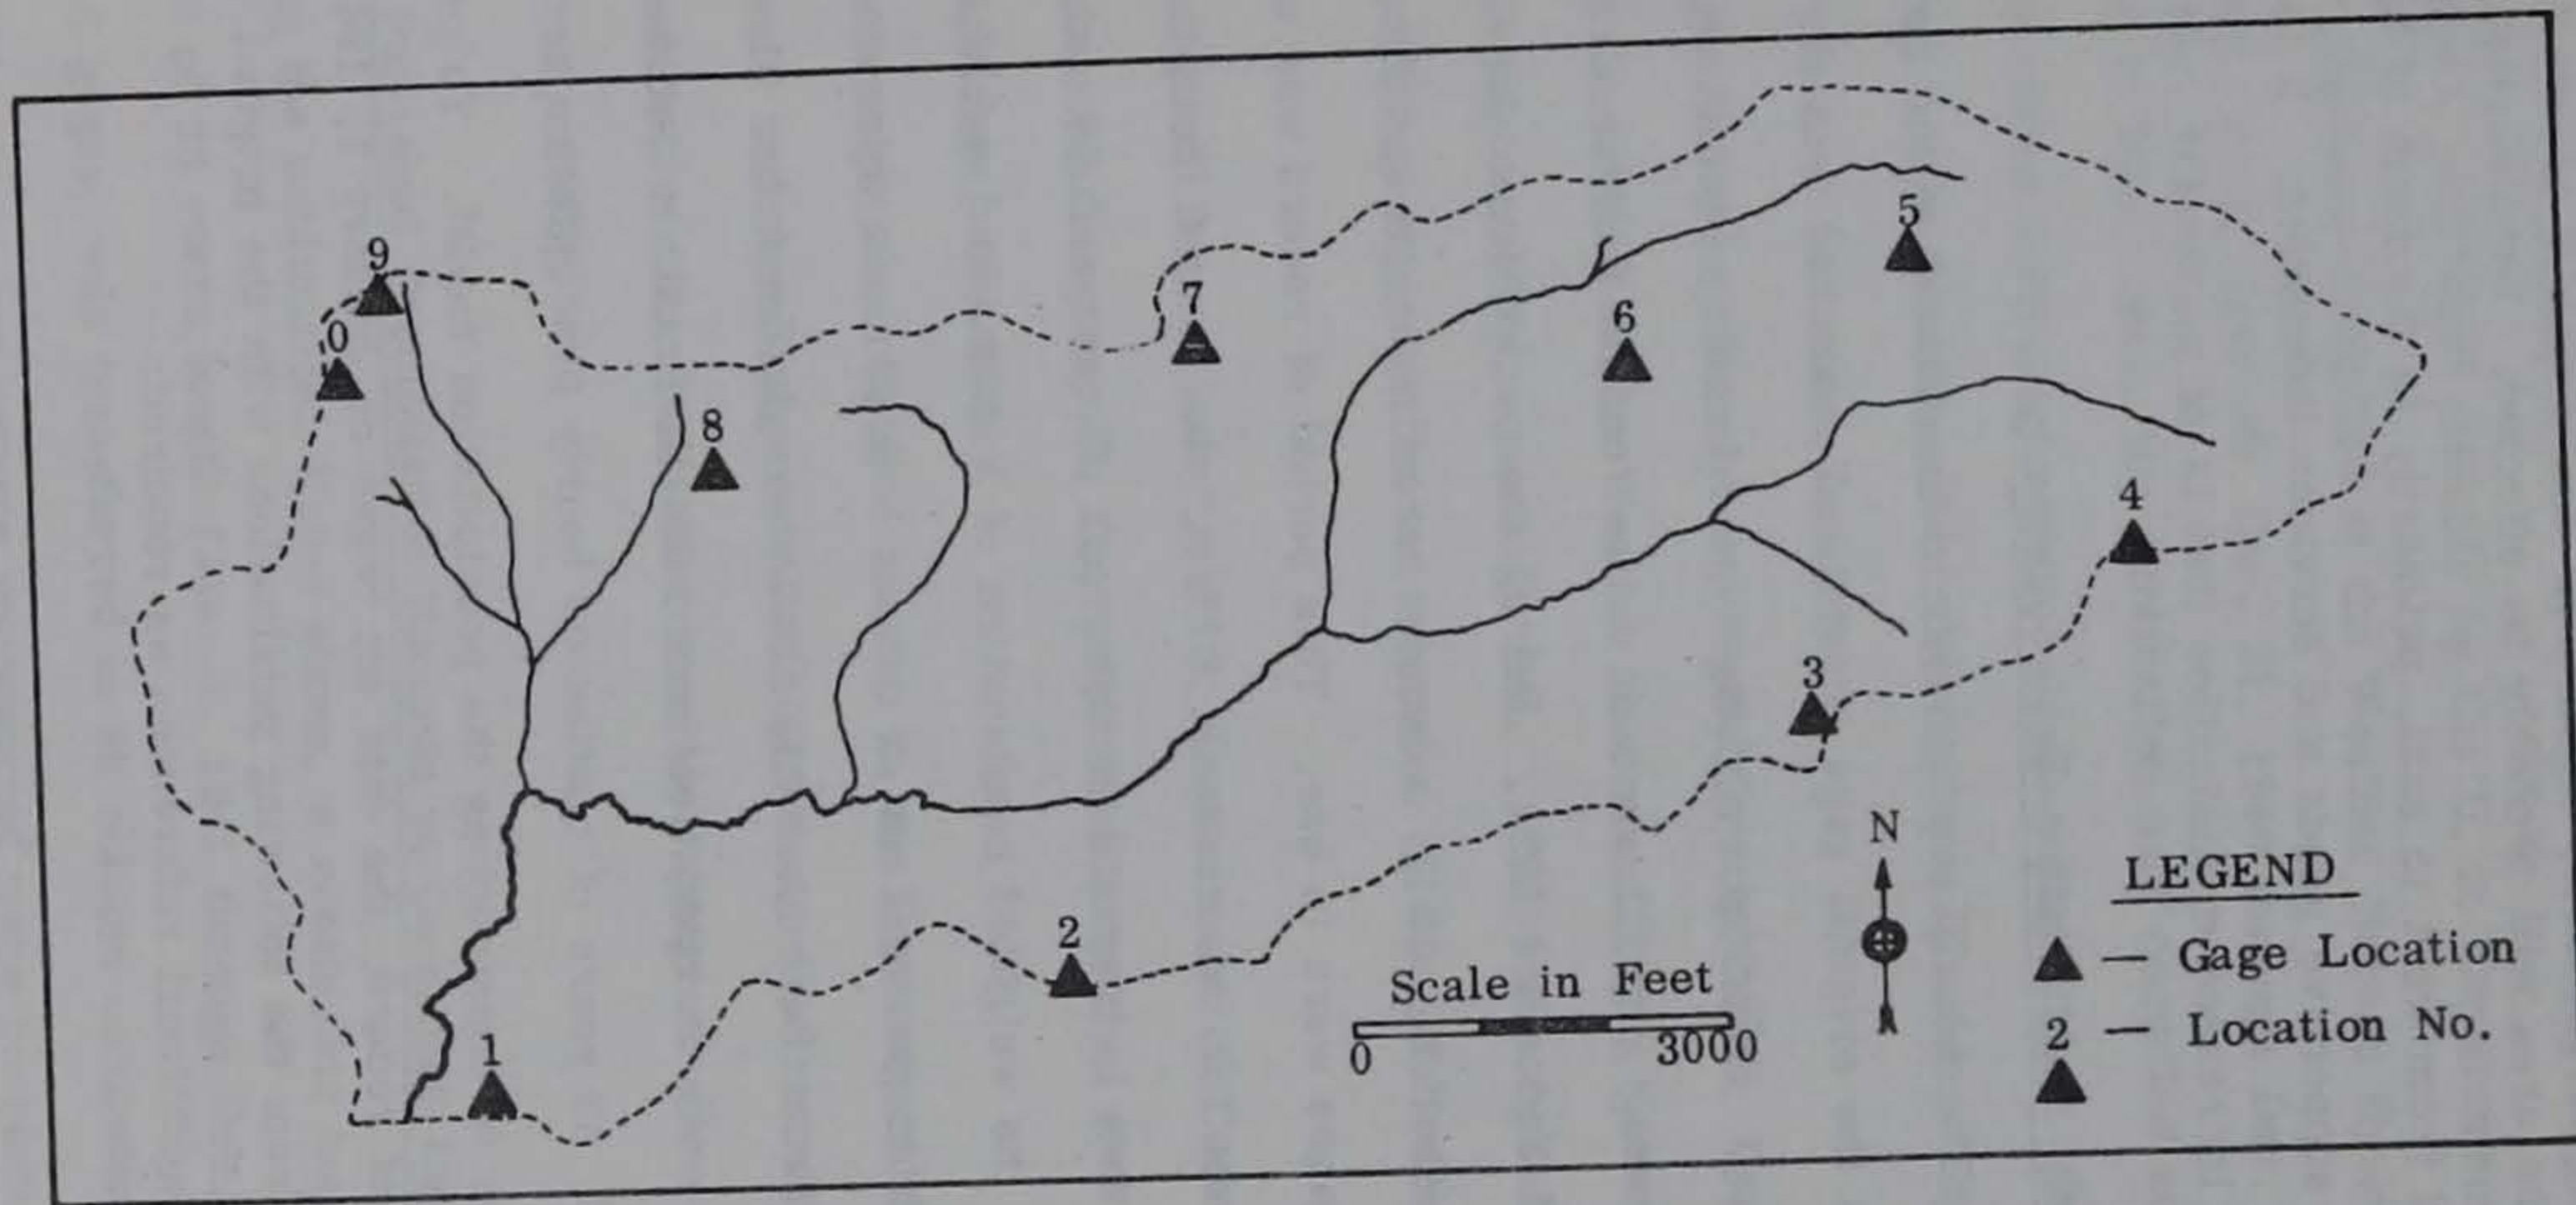 5
9
7
6
0
8
4
3
N
LEGEND
2
Scale in Feet
▲ — Gage Location
0 3000
2 — Location No.
1